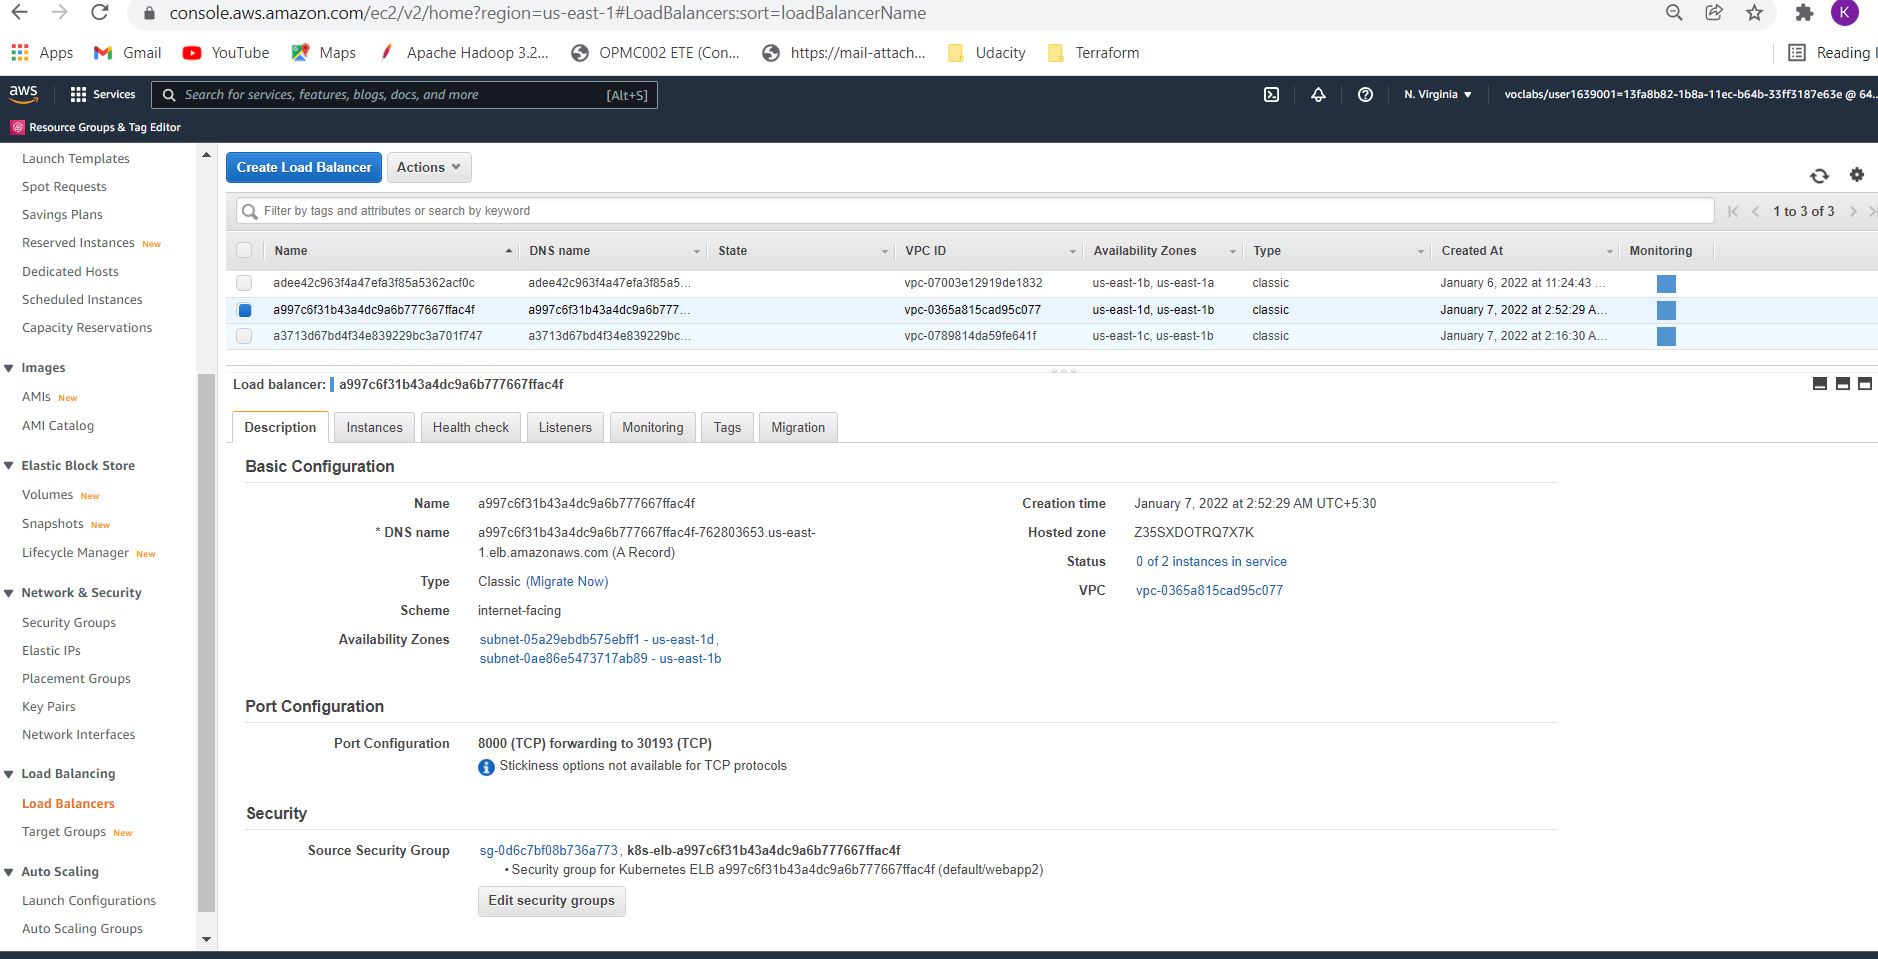 console.aws.amazon.com/ec2/v2/home?region=us-east-1#LoadBalancers:sort=loadBalancerName
K
Apps Gmail YouTube Maps Apache Hadoop 3.2... OPMC002 ETE (Con... https://mail-attach... Udacity Terraform Reading
aws Services Search for services, features, blogs, docs, and more [Alt+S] N. Virginia voclabs/user1639001=13fa8b82-1b8a-11ec-b64b-33ff3187e63e @ 64..
Resource Groups & Tag Editor
Launch Templates
Spot Requests
Savings Plans
Reserved Instances New
Dedicated Hosts
Scheduled Instances
Capacity Reservations
Images
AMIs New
AMI Catalog
Elastic Block Store
Volumes New
Snapshots New
Lifecycle Manager New
Network & Security
Security Groups
Elastic IPs
Placement Groups
Key Pairs
Network Interfaces
Load Balancing
Load Balancers
Target Groups New
Auto Scaling
Launch Configurations
Auto Scaling Groups
Create Load Balancer Actions
Filter by tags and attributes or search by keyword 1 to 3 of 3
Name DNS name State VPC ID Availability Zones Type Created At Monitoring
adee42c963f4a47efa3f85a5362acf0c adee42c963f4a47efa3f85a5... vpc-07003e12919de1832 us-east-1b, us-east-1a classic January 6, 2022 at 11:24:43 ...
a997c6f31b43a4dc9a6b777667ffac4f a997c6f31b43a4dc9a6b777... vpc-0365a815cad95c077 us-east-1d, us-east-1b classic January 7, 2022 at 2:52:29 A...
a3713d67bd4f34e839229bc3a701f747 a3713d67bd4f34e839229bc... vpc-0789814da59fe641f us-east-1c, us-east-1b classic January 7, 2022 at 2:16:30 A...
Load balancer: a997c6f31b43a4dc9a6b777667ffac4f
Description Instances Health check Listeners Monitoring Tags Migration
Basic Configuration
Name a997c6f31b43a4dc9a6b777667ffac4f
* DNS name a997c6f31b43a4dc9a6b777667ffac4f-762803653.us-east-
1.elb.amazonaws.com (A Record)
Type Classic (Migrate Now)
Scheme internet-facing
Availability Zones subnet-05a29ebdb575ebff1 - us-east-1d,
subnet-0ae86e5473717ab89 - us-east-1b
Creation time January 7, 2022 at 2:52:29 AM UTC+5:30
Hosted zone Z35SXDOTRQ7X7K
Status 0 of 2 instances in service
VPC vpc-0365a815cad95c077
Port Configuration
Port Configuration 8000 (TCP) forwarding to 30193 (TCP)
Stickiness options not available for TCP protocols
Security
Source Security Group sg-0d6c7bf08b736a773, k8s-elb-a997c6f31b43a4dc9a6b777667ffac4f
• Security group for Kubernetes ELB a997c6f31b43a4dc9a6b777667ffac4f (default/webapp2)
Edit security groups